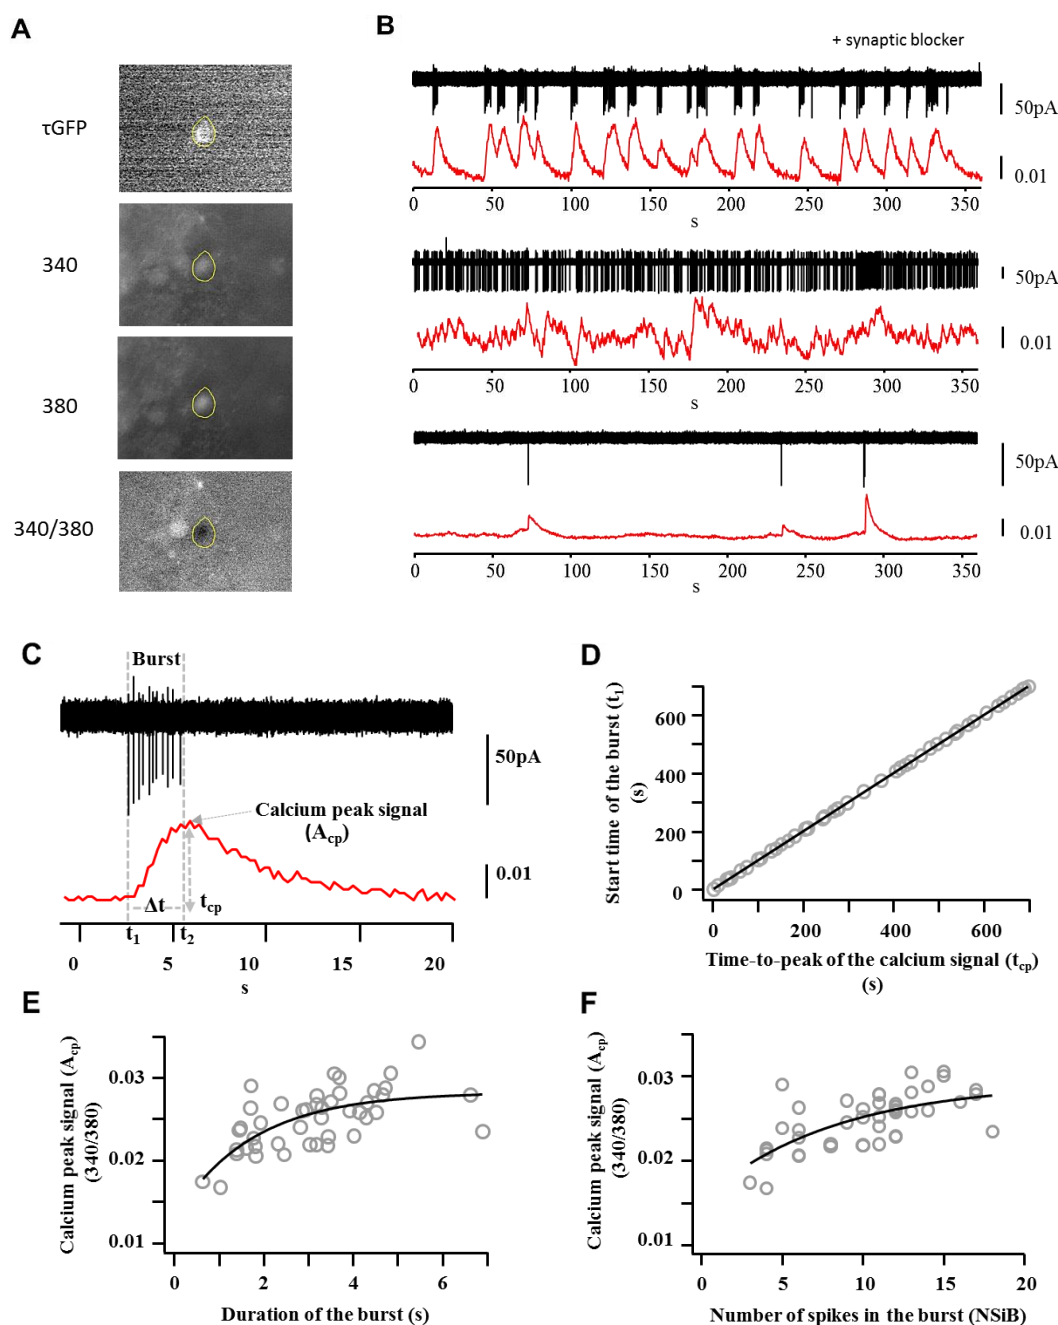 A
τGFP
340
380
340/380
B
+ synaptic blocker
50pA
0.01
0 50 100 150 200 250 300 350
s
50pA
0.01
0 50 100 150 200 250 300 350
s
50pA
0.01
0 50 100 150 200 250 300 350
s
C
Burst
50pA
Calcium peak signal
(Acp)
0.01
Δt
tcp
t1 t2
0 5 10 15 20
s
D
Start time of the burst (t1)
(s)
600
400
200
0
0 200 400 600
Time-to-peak of the calcium signal (tcp)
(s)
E
Calcium peak signal (Acp)
(340/380)
0.03
0.02
0.01
0 2 4 6
Duration of the burst (s)
F
Calcium peak signal (Acp)
(340/380)
0.03
0.02
0.01
0 5 10 15 20
Number of spikes in the burst (NSiB)